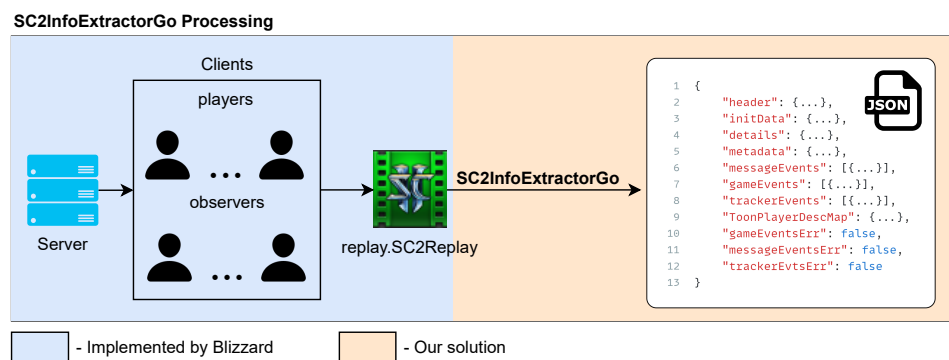 SC2InfoExtractorGo Processing
Clients
players
...
observers
...
Server
replay.SC2Replay
SC2InfoExtractorGo
JSON
1 {
2 "header": {...},
3 "initData": {...},
4 "details": {...},
5 "metadata": {...},
6 "messageEvents": [{...}],
7 "gameEvents": [{...}],
8 "trackerEvents": [{...}],
9 "ToonPlayerDescMap": {...},
10 "gameEventsErr": false,
11 "messageEventsErr": false,
12 "trackerEvtsErr": false
13 }
- Implemented by Blizzard
- Our solution